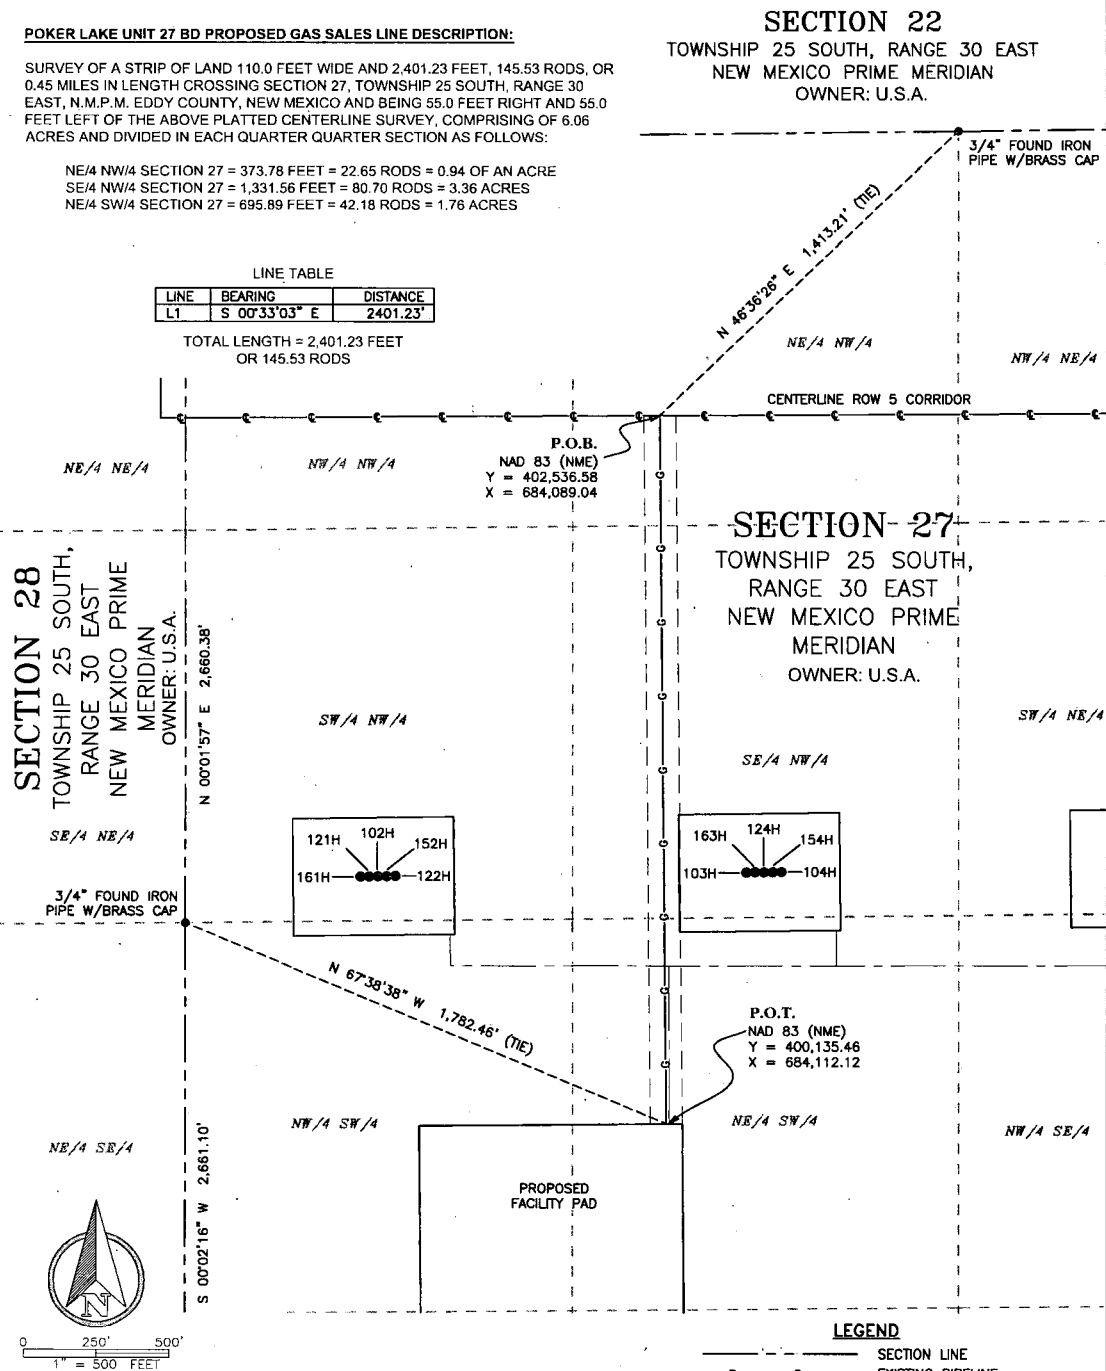 POKER LAKE UNIT 27 BD PROPOSED GAS SALES LINE DESCRIPTION:
SURVEY OF A STRIP OF LAND 110.0 FEET WIDE AND 2,401.23 FEET, 145.53 RODS, OR
0.45 MILES IN LENGTH CROSSING SECTION 27, TOWNSHIP 25 SOUTH, RANGE 30
EAST, N.M.P.M. EDDY COUNTY, NEW MEXICO AND BEING 55.0 FEET RIGHT AND 55.0
FEET LEFT OF THE ABOVE PLATTED CENTERLINE SURVEY, COMPRISING OF 6.06
ACRES AND DIVIDED IN EACH QUARTER QUARTER SECTION AS FOLLOWS:
NE/4 NW/4 SECTION 27 = 373.78 FEET = 22.65 RODS = 0.94 OF AN ACRE
SE/4 NW/4 SECTION 27 = 1,331.56 FEET = 80.70 RODS = 3.36 ACRES
NE/4 SW/4 SECTION 27 = 695.89 FEET = 42.18 RODS = 1.76 ACRES
SECTION 22
TOWNSHIP 25 SOUTH, RANGE 30 EAST
NEW MEXICO PRIME MERIDIAN
OWNER: U.S.A.
3/4" FOUND IRON
PIPE W/BRASS CAP
LINE TABLE
LINE BEARING DISTANCE
L1 S 00°33'03" E 2401.23'
TOTAL LENGTH = 2,401.23 FEET
OR 145.53 RODS
N 46°36'26" E 1,413.21' (TIE)
NE/4 NW/4
NW/4 NE/4
CENTERLINE ROW 5 CORRIDOR
P.O.B.
NAD 83 (NME)
Y = 402,536.58
X = 684,089.04
NE/4 NE/4
NW/4 NW/4
SECTION 27
TOWNSHIP 25 SOUTH,
RANGE 30 EAST
NEW MEXICO PRIME
MERIDIAN
OWNER: U.S.A.
SECTION 28
TOWNSHIP 25 SOUTH,
RANGE 30 EAST
NEW MEXICO PRIME
MERIDIAN
OWNER: U.S.A.
N 00°01'57" E 2,660.38'
SW/4 NW/4
SE/4 NW/4
SW/4 NE/4
SE/4 NE/4
121H 102H 152H
161H 122H
163H 124H 154H
103H 104H
3/4" FOUND IRON
PIPE W/BRASS CAP
N 67°38'38" W 1,782.46' (TIE)
P.O.T.
NAD 83 (NME)
Y = 400,135.46
X = 684,112.12
NE/4 SE/4
NW/4 SW/4
NE/4 SW/4
NW/4 SE/4
S 00°02'16" W 2,661.10'
PROPOSED
FACILITY PAD
N
0 250' 500'
1" = 500 FEET
LEGEND
SECTION LINE
EXISTING PIPELINE